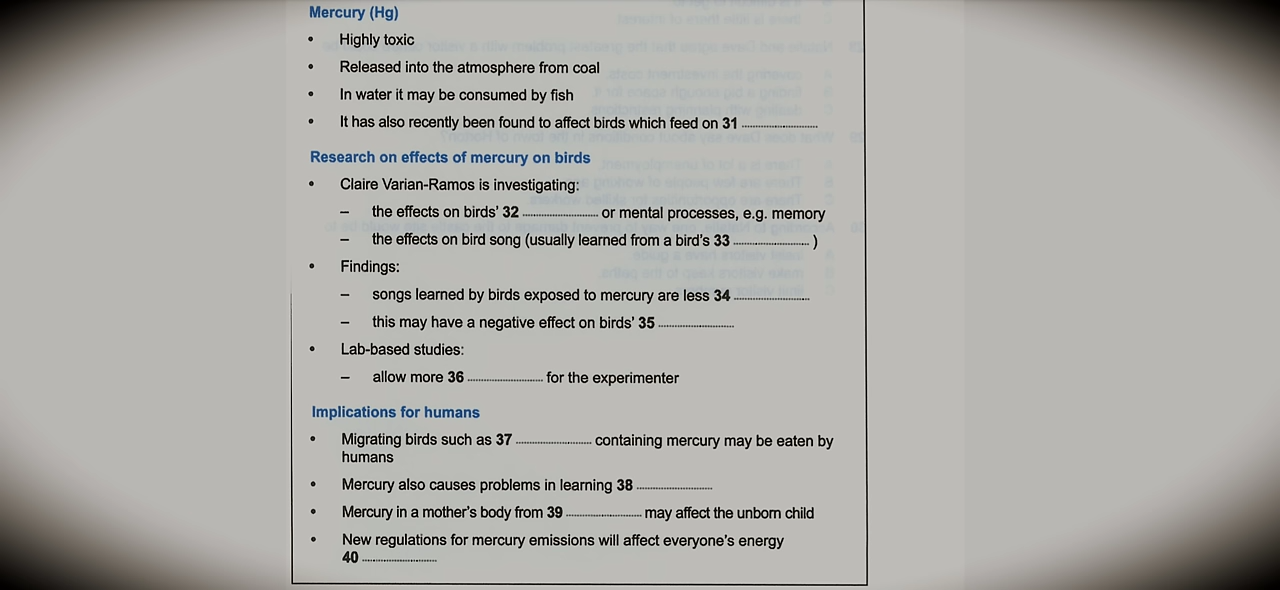 Mercury (Hg)
• Highly toxic
• Released into the atmosphere from coal
• In water it may be consumed by fish
• It has also recently been found to affect birds which feed on 31 ........................
Research on effects of mercury on birds
• Claire Varian-Ramos is investigating:
– the effects on birds' 32 ........................ or mental processes, e.g. memory
– the effects on bird song (usually learned from a bird's 33 ........................ )
• Findings:
– songs learned by birds exposed to mercury are less 34 ........................
– this may have a negative effect on birds' 35 ........................
• Lab-based studies:
– allow more 36 ........................ for the experimenter
Implications for humans
• Migrating birds such as 37 ........................ containing mercury may be eaten by
humans
• Mercury also causes problems in learning 38 ........................
• Mercury in a mother's body from 39 ........................ may affect the unborn child
• New regulations for mercury emissions will affect everyone's energy
40 ........................